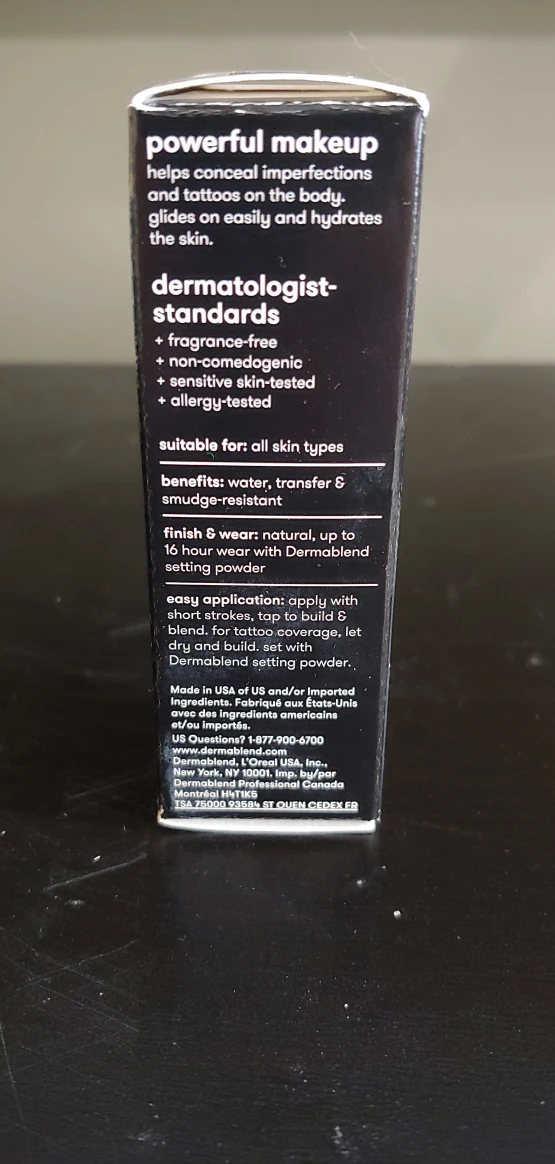 powerful makeup
helps conceal imperfections
and tattoos on the body.
glides on easily and hydrates
the skin.
dermatologist-
standards
+ fragrance-free
+ non-comedogenic
+ sensitive skin-tested
+ allergy-tested
suitable for: all skin types
benefits: water, transfer &
smudge-resistant
finish & wear: natural, up to
16 hour wear with Dermablend
setting powder
easy application: apply with
short strokes, tap to build &
blend. for tattoo coverage, let
dry and build. set with
Dermablend setting powder.
Made in USA of US and/or Imported
Ingredients. Fabriqué aux États-Unis
avec des ingredients americains
et/ou importés.
US Questions? 1-877-900-6700
www.dermablend.com
Dermablend, L'Oreal USA, Inc.,
New York, NY 10001. Imp. by/par
Dermablend Professional Canada
Montréal H4T1K5
TSA 75000 93584 ST OUEN CEDEX FR